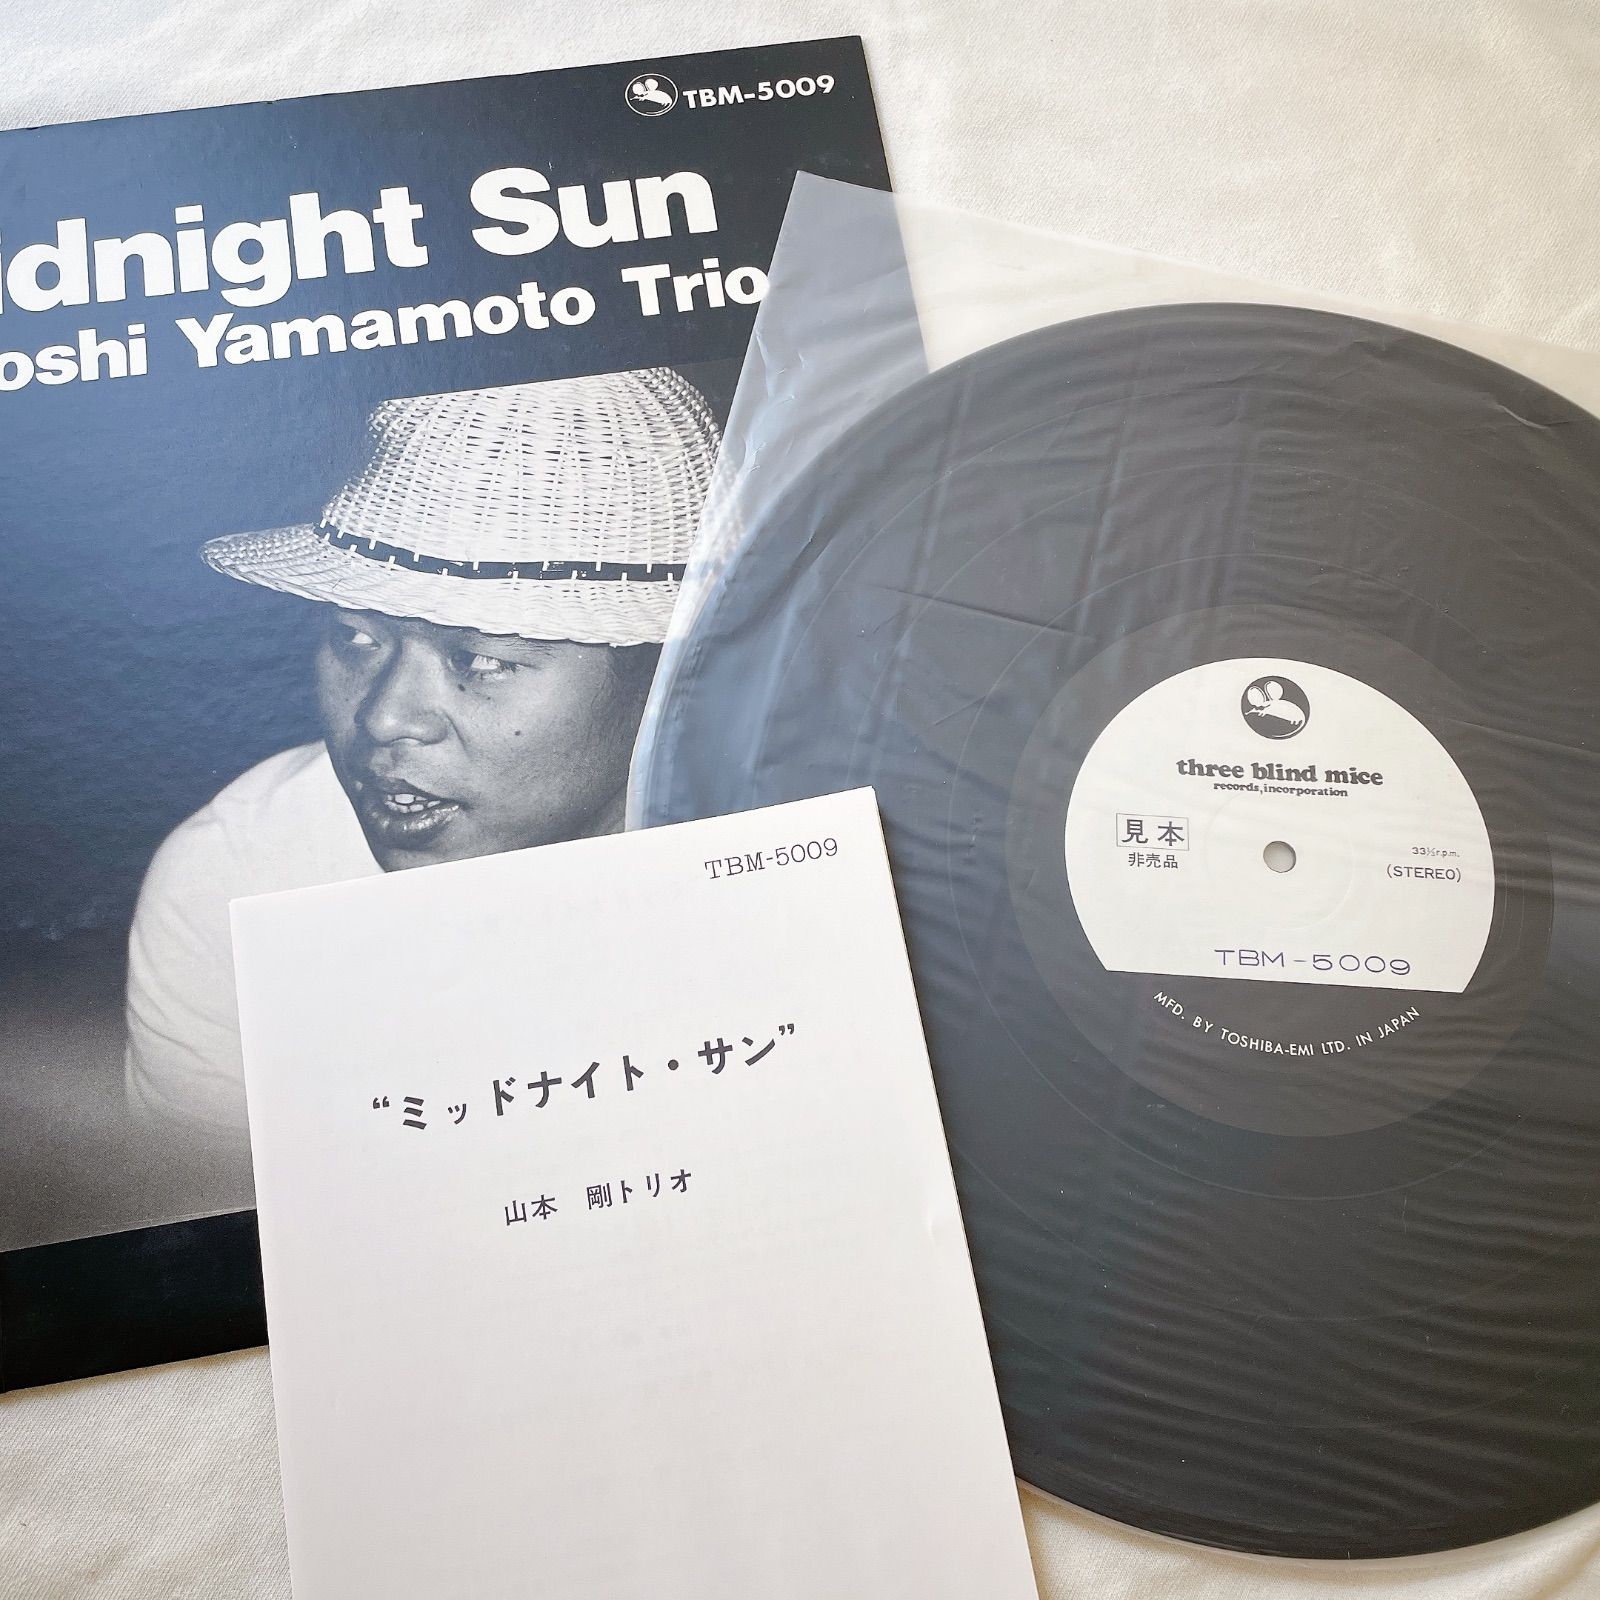 TBM-5009
idnight Sun
oshi Yamamoto Trio
three blind mice
records, incorporation
見本
非売品
33⅓r.p.m.
(STEREO)
TBM-5009
MFD. BY TOSHIBA-EMI LTD. IN JAPAN
TBM-5009
“ミッドナイト・サン”
山本 剛トリオ